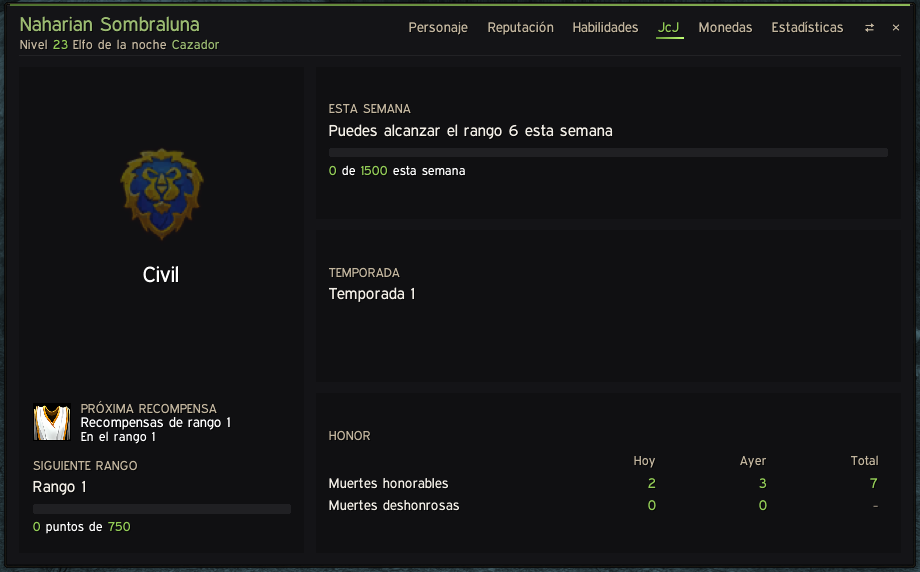 Naharian Sombraluna
Nivel 23 Elfo de la noche Cazador
Personaje Reputación Habilidades JcJ Monedas Estadísticas
Civil
PRÓXIMA RECOMPENSA
Recompensas de rango 1
En el rango 1
SIGUIENTE RANGO
Rango 1
0 puntos de 750
ESTA SEMANA
Puedes alcanzar el rango 6 esta semana
0 de 1500 esta semana
TEMPORADA
Temporada 1
HONOR
Hoy Ayer Total
Muertes honorables 2 3 7
Muertes deshonrosas 0 0 -